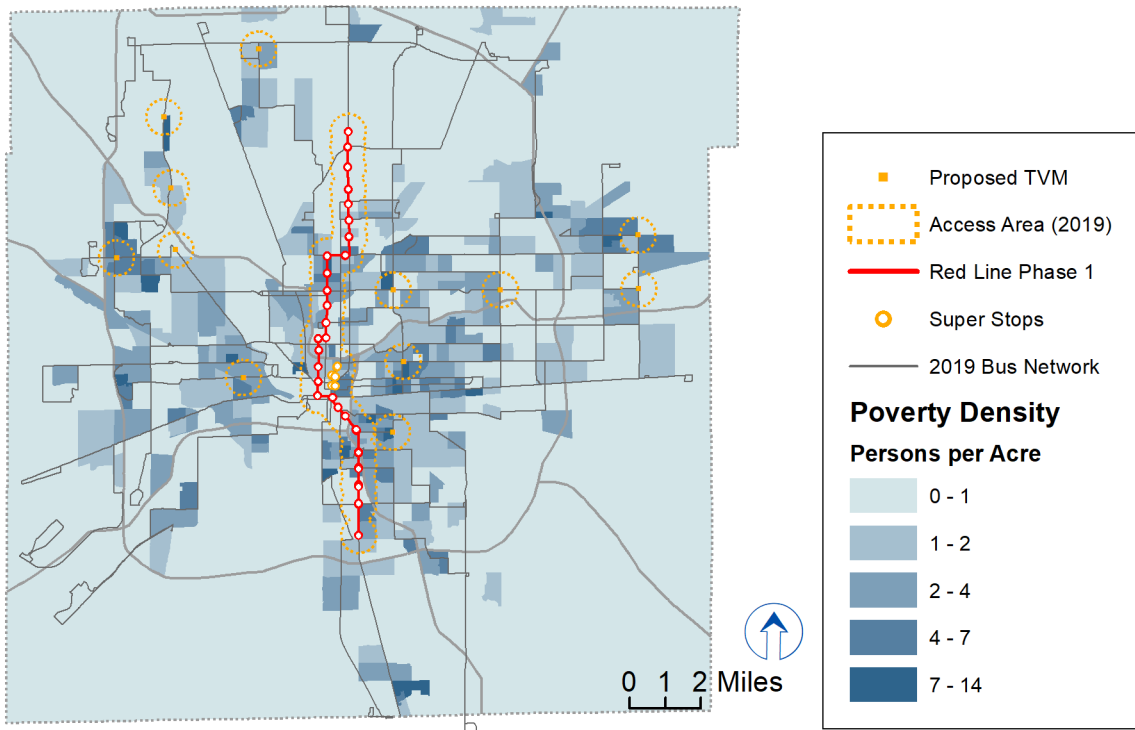 Proposed TVM
Access Area (2019)
Red Line Phase 1
Super Stops
2019 Bus Network
Poverty Density
Persons per Acre
0 - 1
1 - 2
2 - 4
4 - 7
7 - 14
0 1 2 Miles